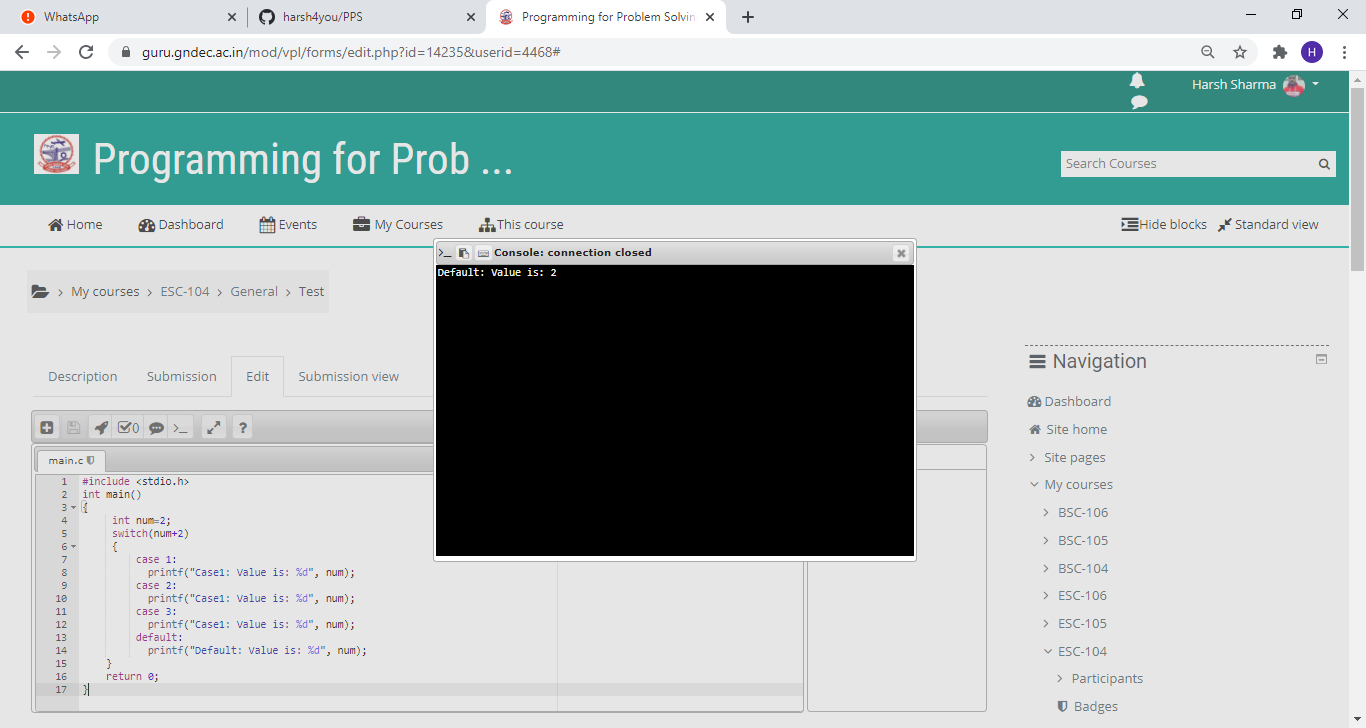 WhatsApp
harsh4you/PPS
Programming for Problem Solvin
guru.gndec.ac.in/mod/vpl/forms/edit.php?id=14235&userid=4468#
H
Harsh Sharma
Programming for Prob ...
Search Courses
Home Dashboard Events My Courses This course Hide blocks Standard view
Console: connection closed
Default: Value is: 2
> My courses > ESC-104 > General > Test
Description Submission Edit Submission view
0 >_ ?
main.c
1 #include <stdio.h>
2 int main()
3 {
4 int num=2;
5 switch(num+2)
6 {
7 case 1:
8 printf("Case1: Value is: %d", num);
9 case 2:
10 printf("Case1: Value is: %d", num);
11 case 3:
12 printf("Case1: Value is: %d", num);
13 default:
14 printf("Default: Value is: %d", num);
15 }
16 return 0;
17 }
Navigation
Dashboard
Site home
Site pages
My courses
BSC-106
BSC-105
BSC-104
ESC-106
ESC-105
ESC-104
Participants
Badges